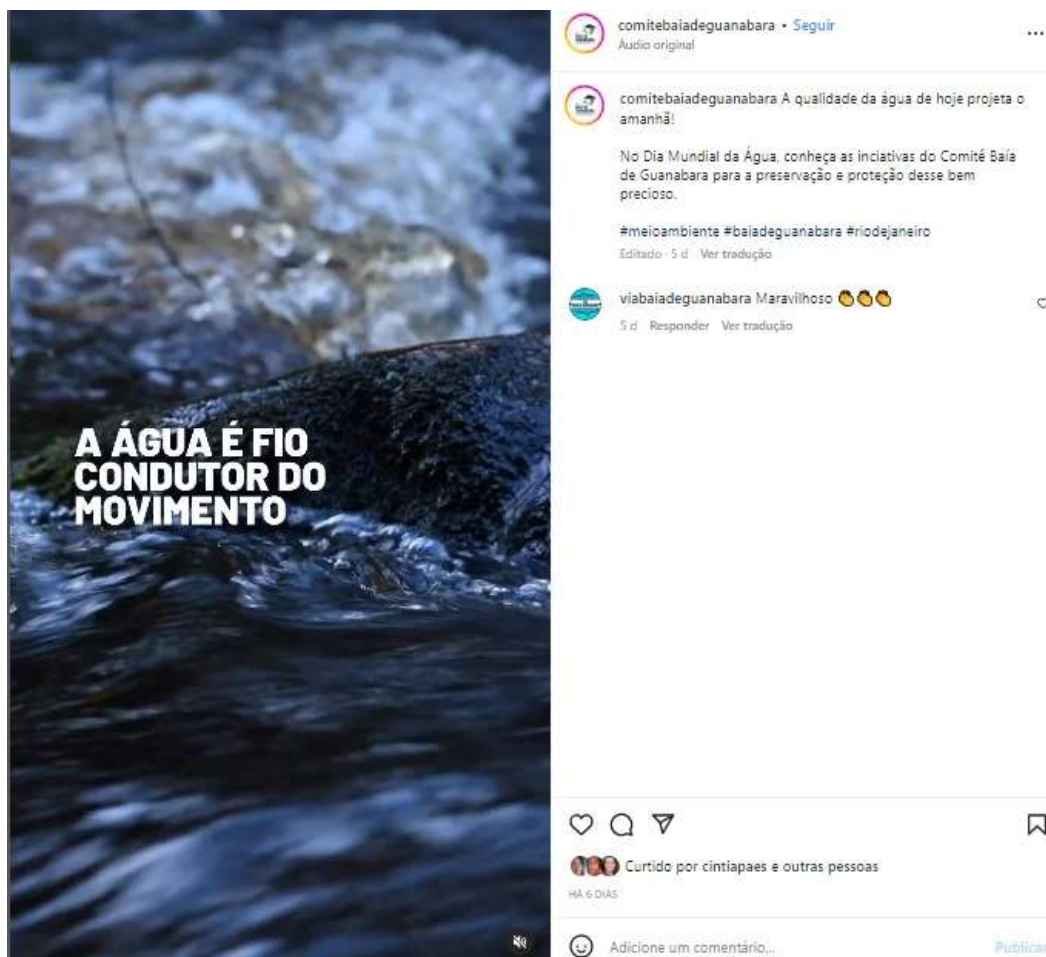 A ÁGUA É FIO
CONDUTOR DO
MOVIMENTO
comitebaiadeguanabara • Seguir
Áudio original
comitebaiadeguanabara A qualidade da água de hoje projeta o
amanhã!
No Dia Mundial da Água, conheça as inciativas do Comitê Baía
de Guanabara para a preservação e proteção desse bem
precioso.
#meioambiente #baiadeguanabara #riodejaneiro
Editado · 5 d Ver tradução
viabaiadeguanabara Maravilhoso 👏👏👏
5 d Responder Ver tradução
Curtido por cintiapaes e outras pessoas
HÁ 6 DIAS
Adicione um comentário...
Publicar